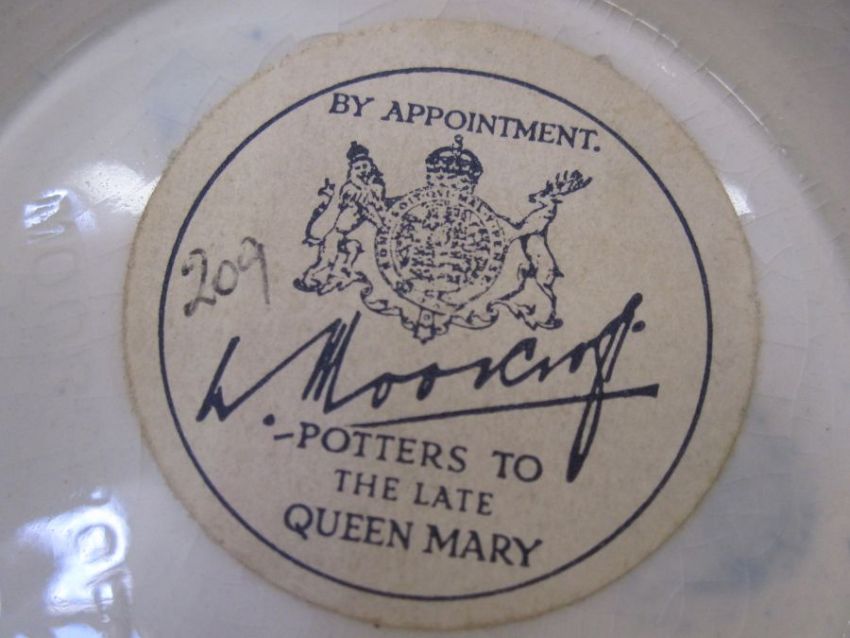 BY APPOINTMENT.
209
W. Moorcroft.
POTTERS TO
THE LATE
QUEEN MARY